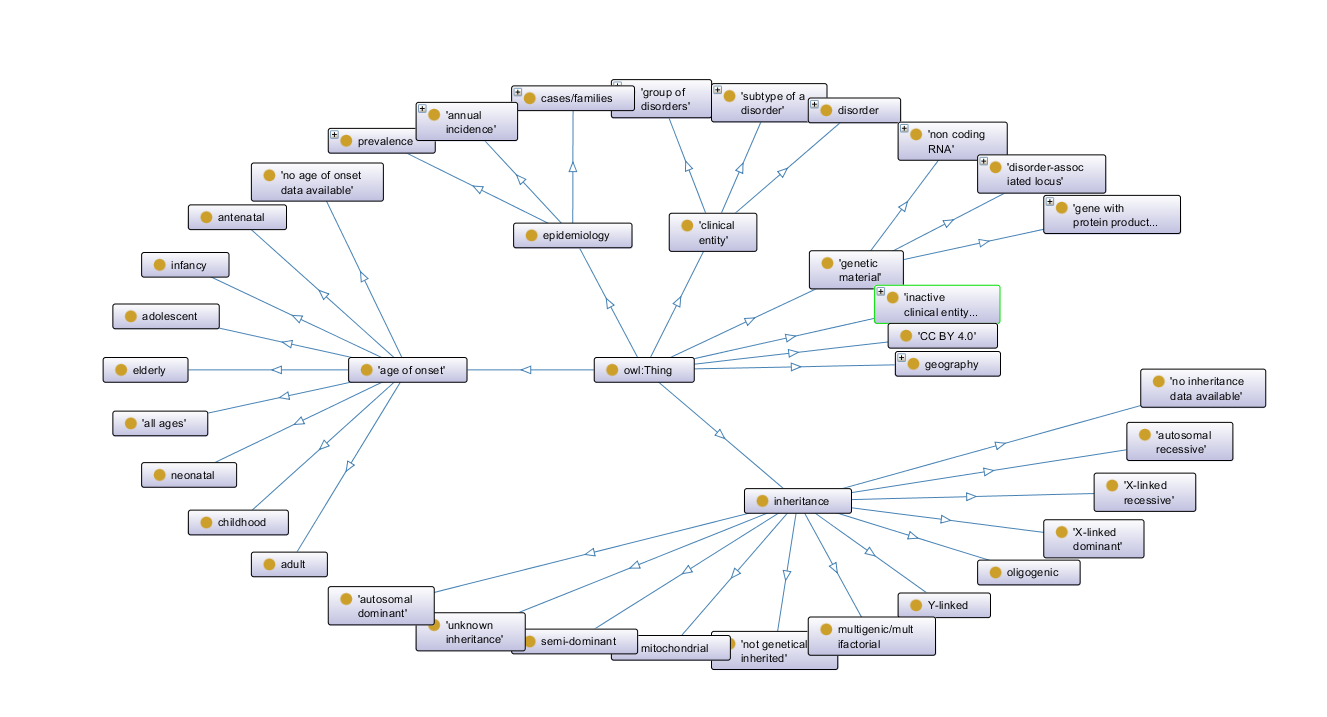 cases/families
'group of
disorders'
'subtype of a
disorder'
disorder
'annual
incidence'
prevalence
'non coding
RNA'
'disorder-assoc
iated locus'
'no age of onset
data available'
'gene with
protein product...
antenatal
epidemiology
'clinical
entity'
infancy
'genetic
material'
'inactive
clinical entity...
adolescent
'CC BY 4.0'
elderly
'age of onset'
owl:Thing
geography
'no inheritance
data available'
'all ages'
'autosomal
recessive'
neonatal
'X-linked
recessive'
inheritance
childhood
'X-linked
dominant'
adult
oligogenic
'autosomal
dominant'
Y-linked
'unknown
inheritance'
semi-dominant
mitochondrial
'not genetical
inherited'
multigenic/mult
ifactorial